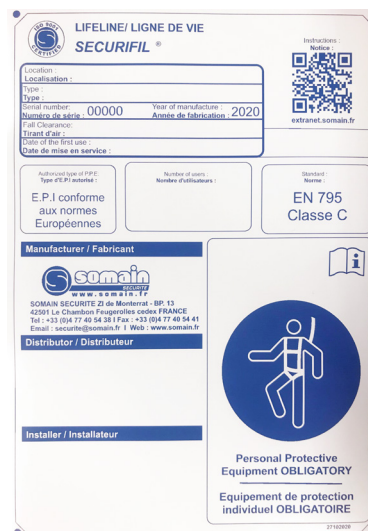 ISO 9001
CERTIFIED
LIFELINE/ LIGNE DE VIE
SECURIFIL ®
Instructions :
Notice :
extranet.somain.fr
Location :
Localisation :
Type :
Type :
Serial number:
Numéro de série : 00000
Year of manufacture :
Année de fabrication : 2020
Fall Clearance:
Tirant d'air :
Date of the first use :
Date de mise en service :
Authorized type of P.P.E:
Type d'E.P.I autorisé :
E.P.I conforme
aux normes
Européennes
Number of users :
Nombre d'utilisateurs :
Standard :
Norme :
EN 795
Classe C
Manufacturer / Fabricant
somain
SECURITE
www.somain.fr
SOMAIN SECURITE ZI de Monterrat - BP. 13
42501 Le Chambon Feugerolles cedex FRANCE
Tel : +33 (0)4 77 40 54 38 I Fax : +33 (0)4 77 40 54 41
Email : securite@somain.fr I Web : www.somain.fr
Distributor / Distributeur
Installer / Installateur
i
Personal Protective
Equipment OBLIGATORY
Equipement de protection
individuel OBLIGATOIRE
27102020